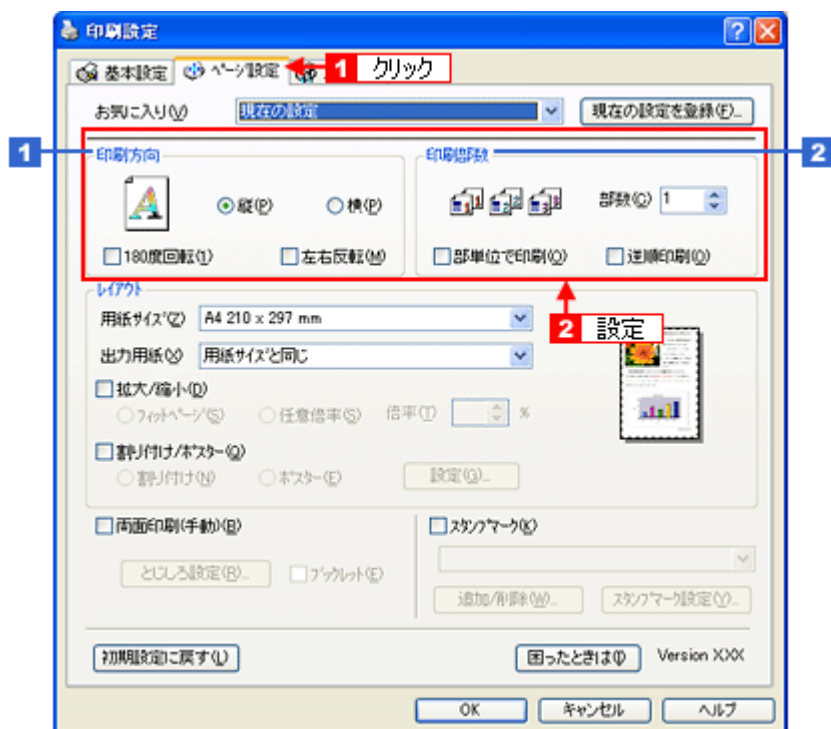 印刷設定
基本設定 ページ設定 1 クリック
お気に入り(V) 現在の設定 現在の設定を登録(F)...
1 印刷方向 印刷部数 2
縦(P) 横(P) 部数(C) 1
180度回転(1) 左右反転(M) 部単位で印刷(O) 逆順印刷(O)
レイアウト
用紙サイズ(Z) A4 210 x 297 mm
2 設定
出力用紙(X) 用紙サイズと同じ
拡大/縮小(D)
フィットページ(S) 任意倍率(S) 倍率(T) %
割り付け/ポスター(Q)
割り付け(N) ポスター(E) 設定(G)...
両面印刷(手動)(B) スタンプマーク(K)
とじしろ設定(R)... ブックレット(E)
追加/削除(W)... スタンプマーク設定(Y)...
初期設定に戻す(L) 困ったときは(I) Version X.XX
OK キャンセル ヘルプ